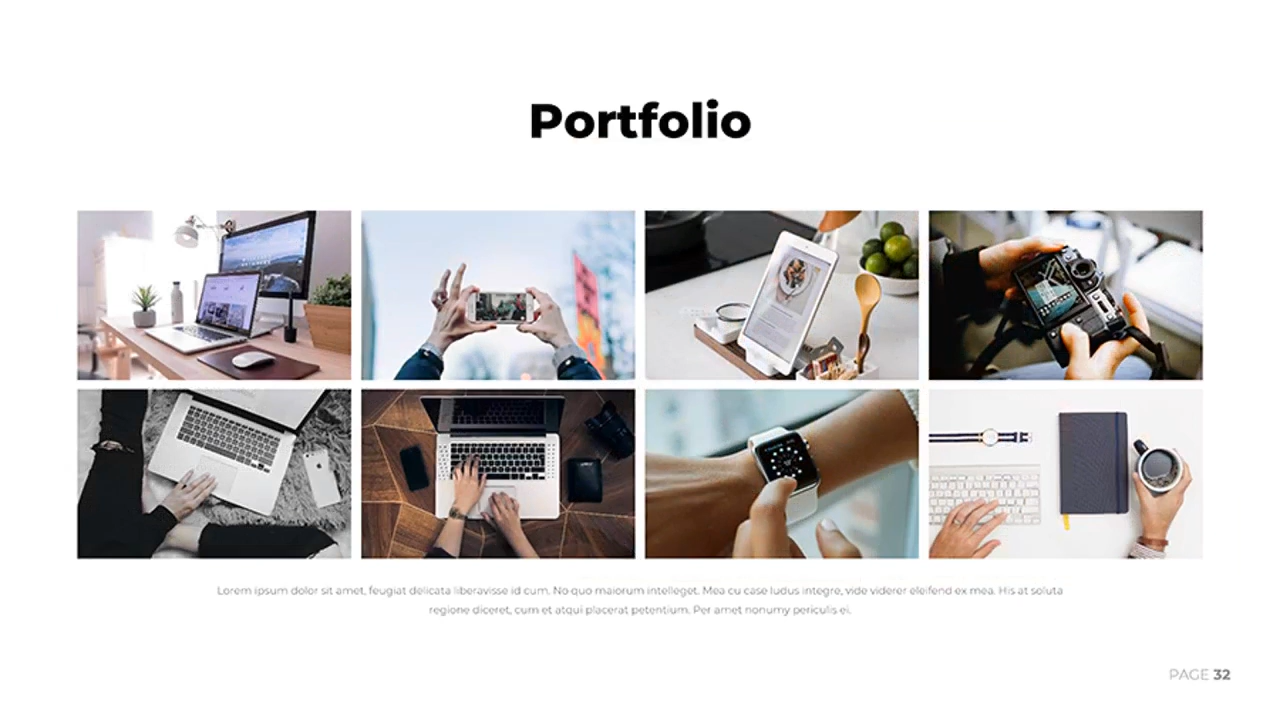 Portfolio
Lorem ipsum dolor sit amet, feugiat delicata liberavisse id cum. No quo maiorum intelleget. Mea cu case ludus integre, vide viderer eleifend ex mea. His at soluta
regione diceret, cum et atqui placerat petentium. Per amet nonumy periculis ei.
PAGE 32